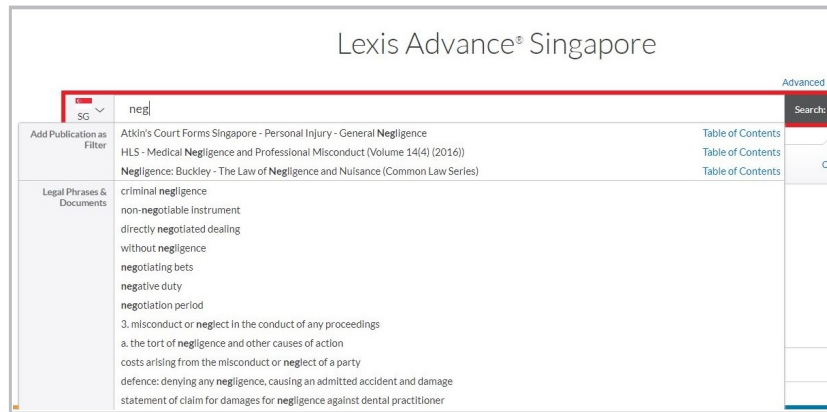 Lexis Advance® Singapore
Advanced
SG
neg
Search:
Add Publication as
Filter
Atkin's Court Forms Singapore - Personal Injury - General Negligence Table of Contents
HLS - Medical Negligence and Professional Misconduct (Volume 14(4) (2016)) Table of Contents
Negligence: Buckley - The Law of Negligence and Nuisance (Common Law Series) Table of Contents
Legal Phrases &
Documents
criminal negligence
non-negotiable instrument
directly negotiated dealing
without negligence
negotiating bets
negative duty
negotiation period
3. misconduct or neglect in the conduct of any proceedings
a. the tort of negligence and other causes of action
costs arising from the misconduct or neglect of a party
defence: denying any negligence, causing an admitted accident and damage
statement of claim for damages for negligence against dental practitioner